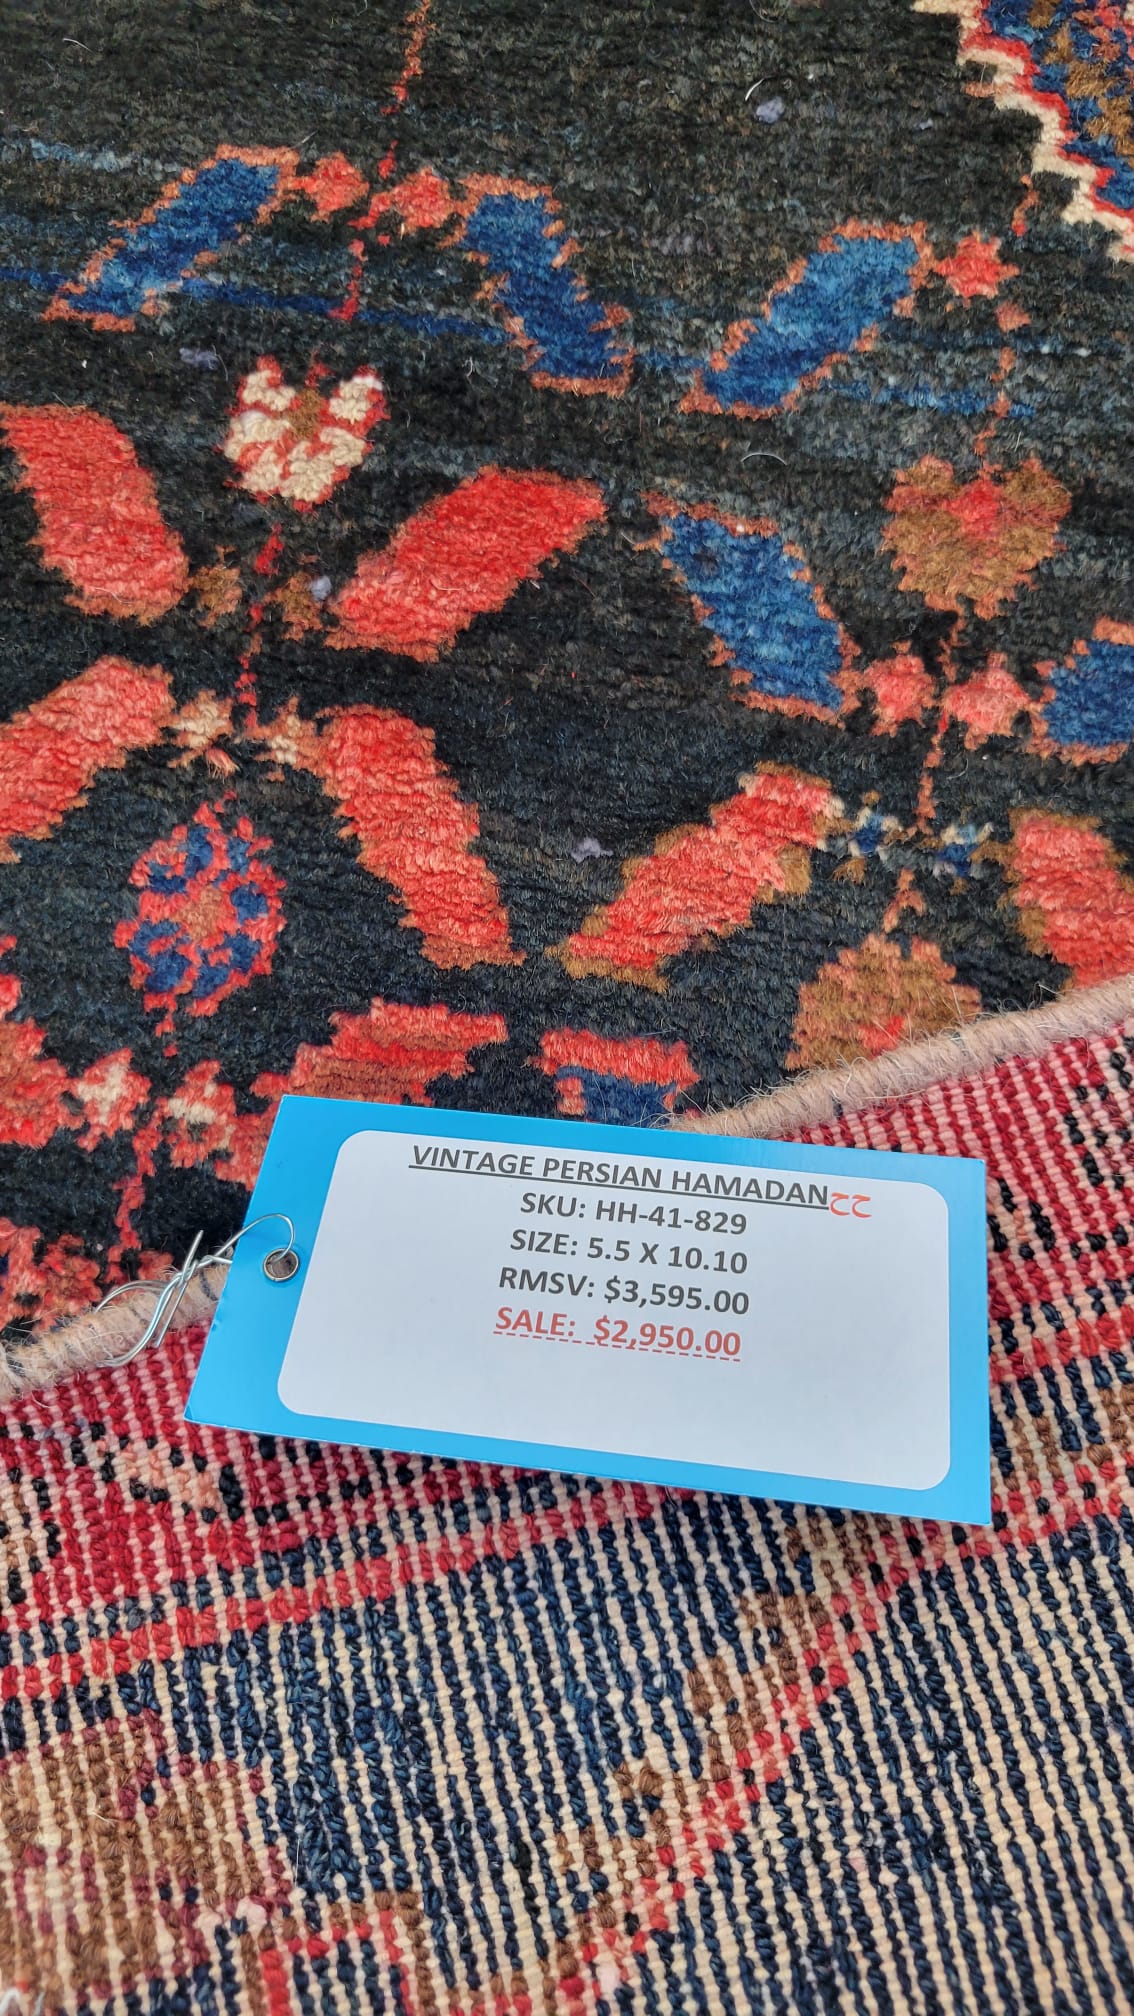 VINTAGE PERSIAN HAMADANحح
SKU: HH-41-829
SIZE: 5.5 X 10.10
RMSV: $3,595.00
SALE: $2,950.00